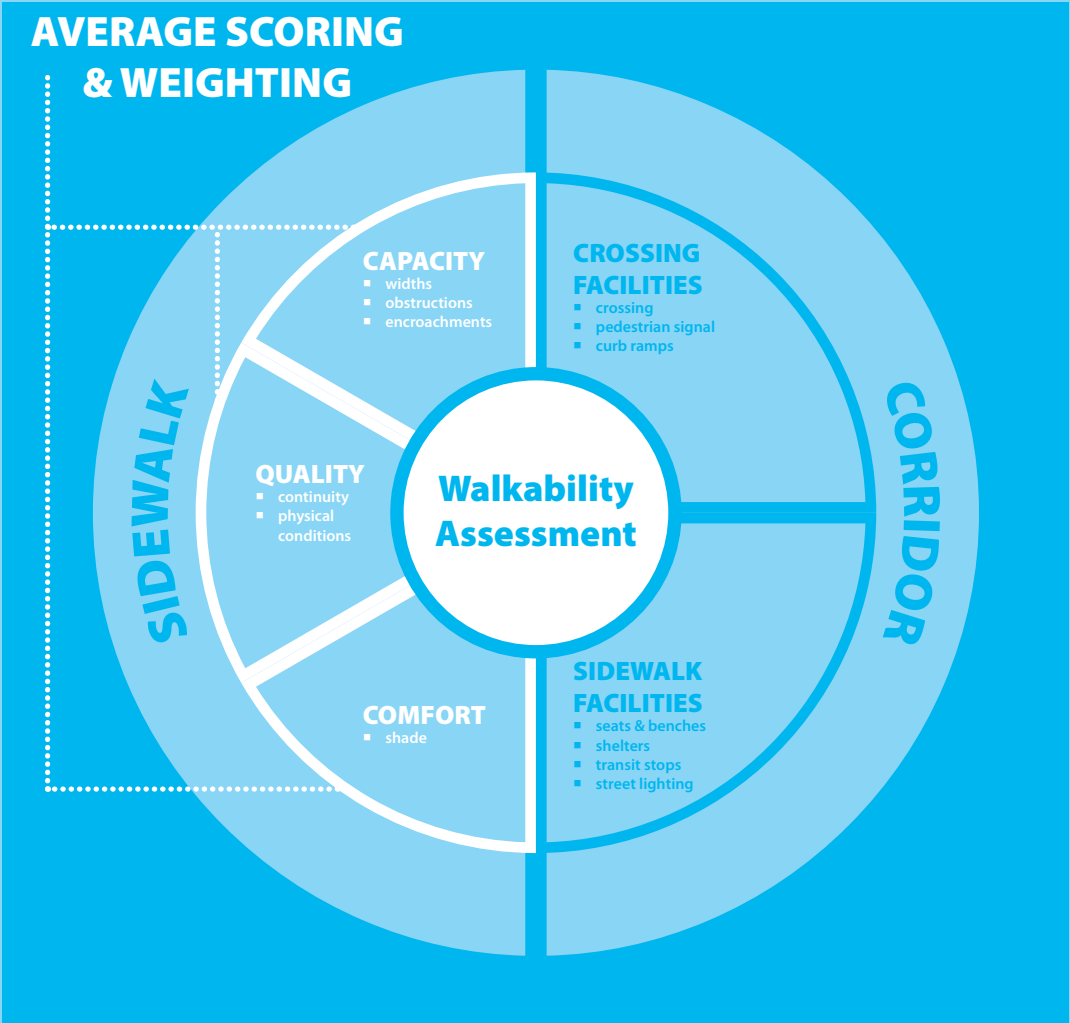 AVERAGE SCORING
& WEIGHTING
SIDEWALK
CAPACITY
▪ widths
▪ obstructions
▪ encroachments
QUALITY
▪ continuity
▪ physical
conditions
COMFORT
▪ shade
Walkability
Assessment
CROSSING
FACILITIES
▪ crossing
▪ pedestrian signal
▪ curb ramps
SIDEWALK
FACILITIES
▪ seats & benches
▪ shelters
▪ transit stops
▪ street lighting
CORRIDOR